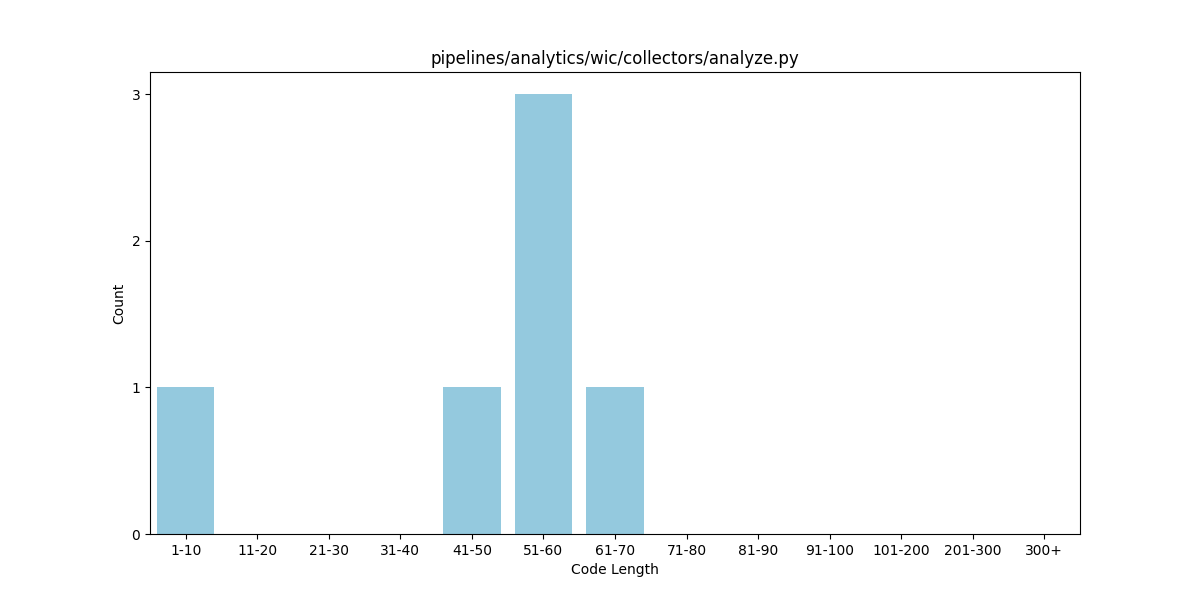 pipelines/analytics/wic/collectors/analyze.py
3
2
1
0
Count
1-10 11-20 21-30 31-40 41-50 51-60 61-70 71-80 81-90 91-100 101-200 201-300 300+
Code Length